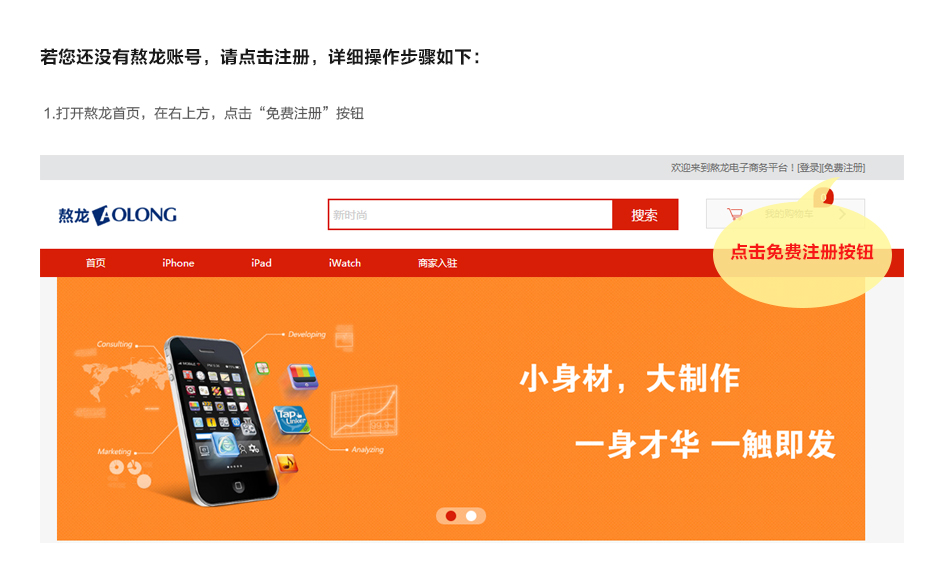 若您还没有熬龙账号，请点击注册，详细操作步骤如下：
1.打开熬龙首页，在右上方，点击“免费注册”按钮
欢迎来到熬龙电子商务平台！[登录][免费注册]
熬龙 AOLONG
新时尚
搜索
我的购物车
0
点击免费注册按钮
首页 iPhone iPad iWatch 商家入驻
Developing
Consulting
小身材，大制作
Tap Linker
一身才华 一触即发
Marketing
Analyzing